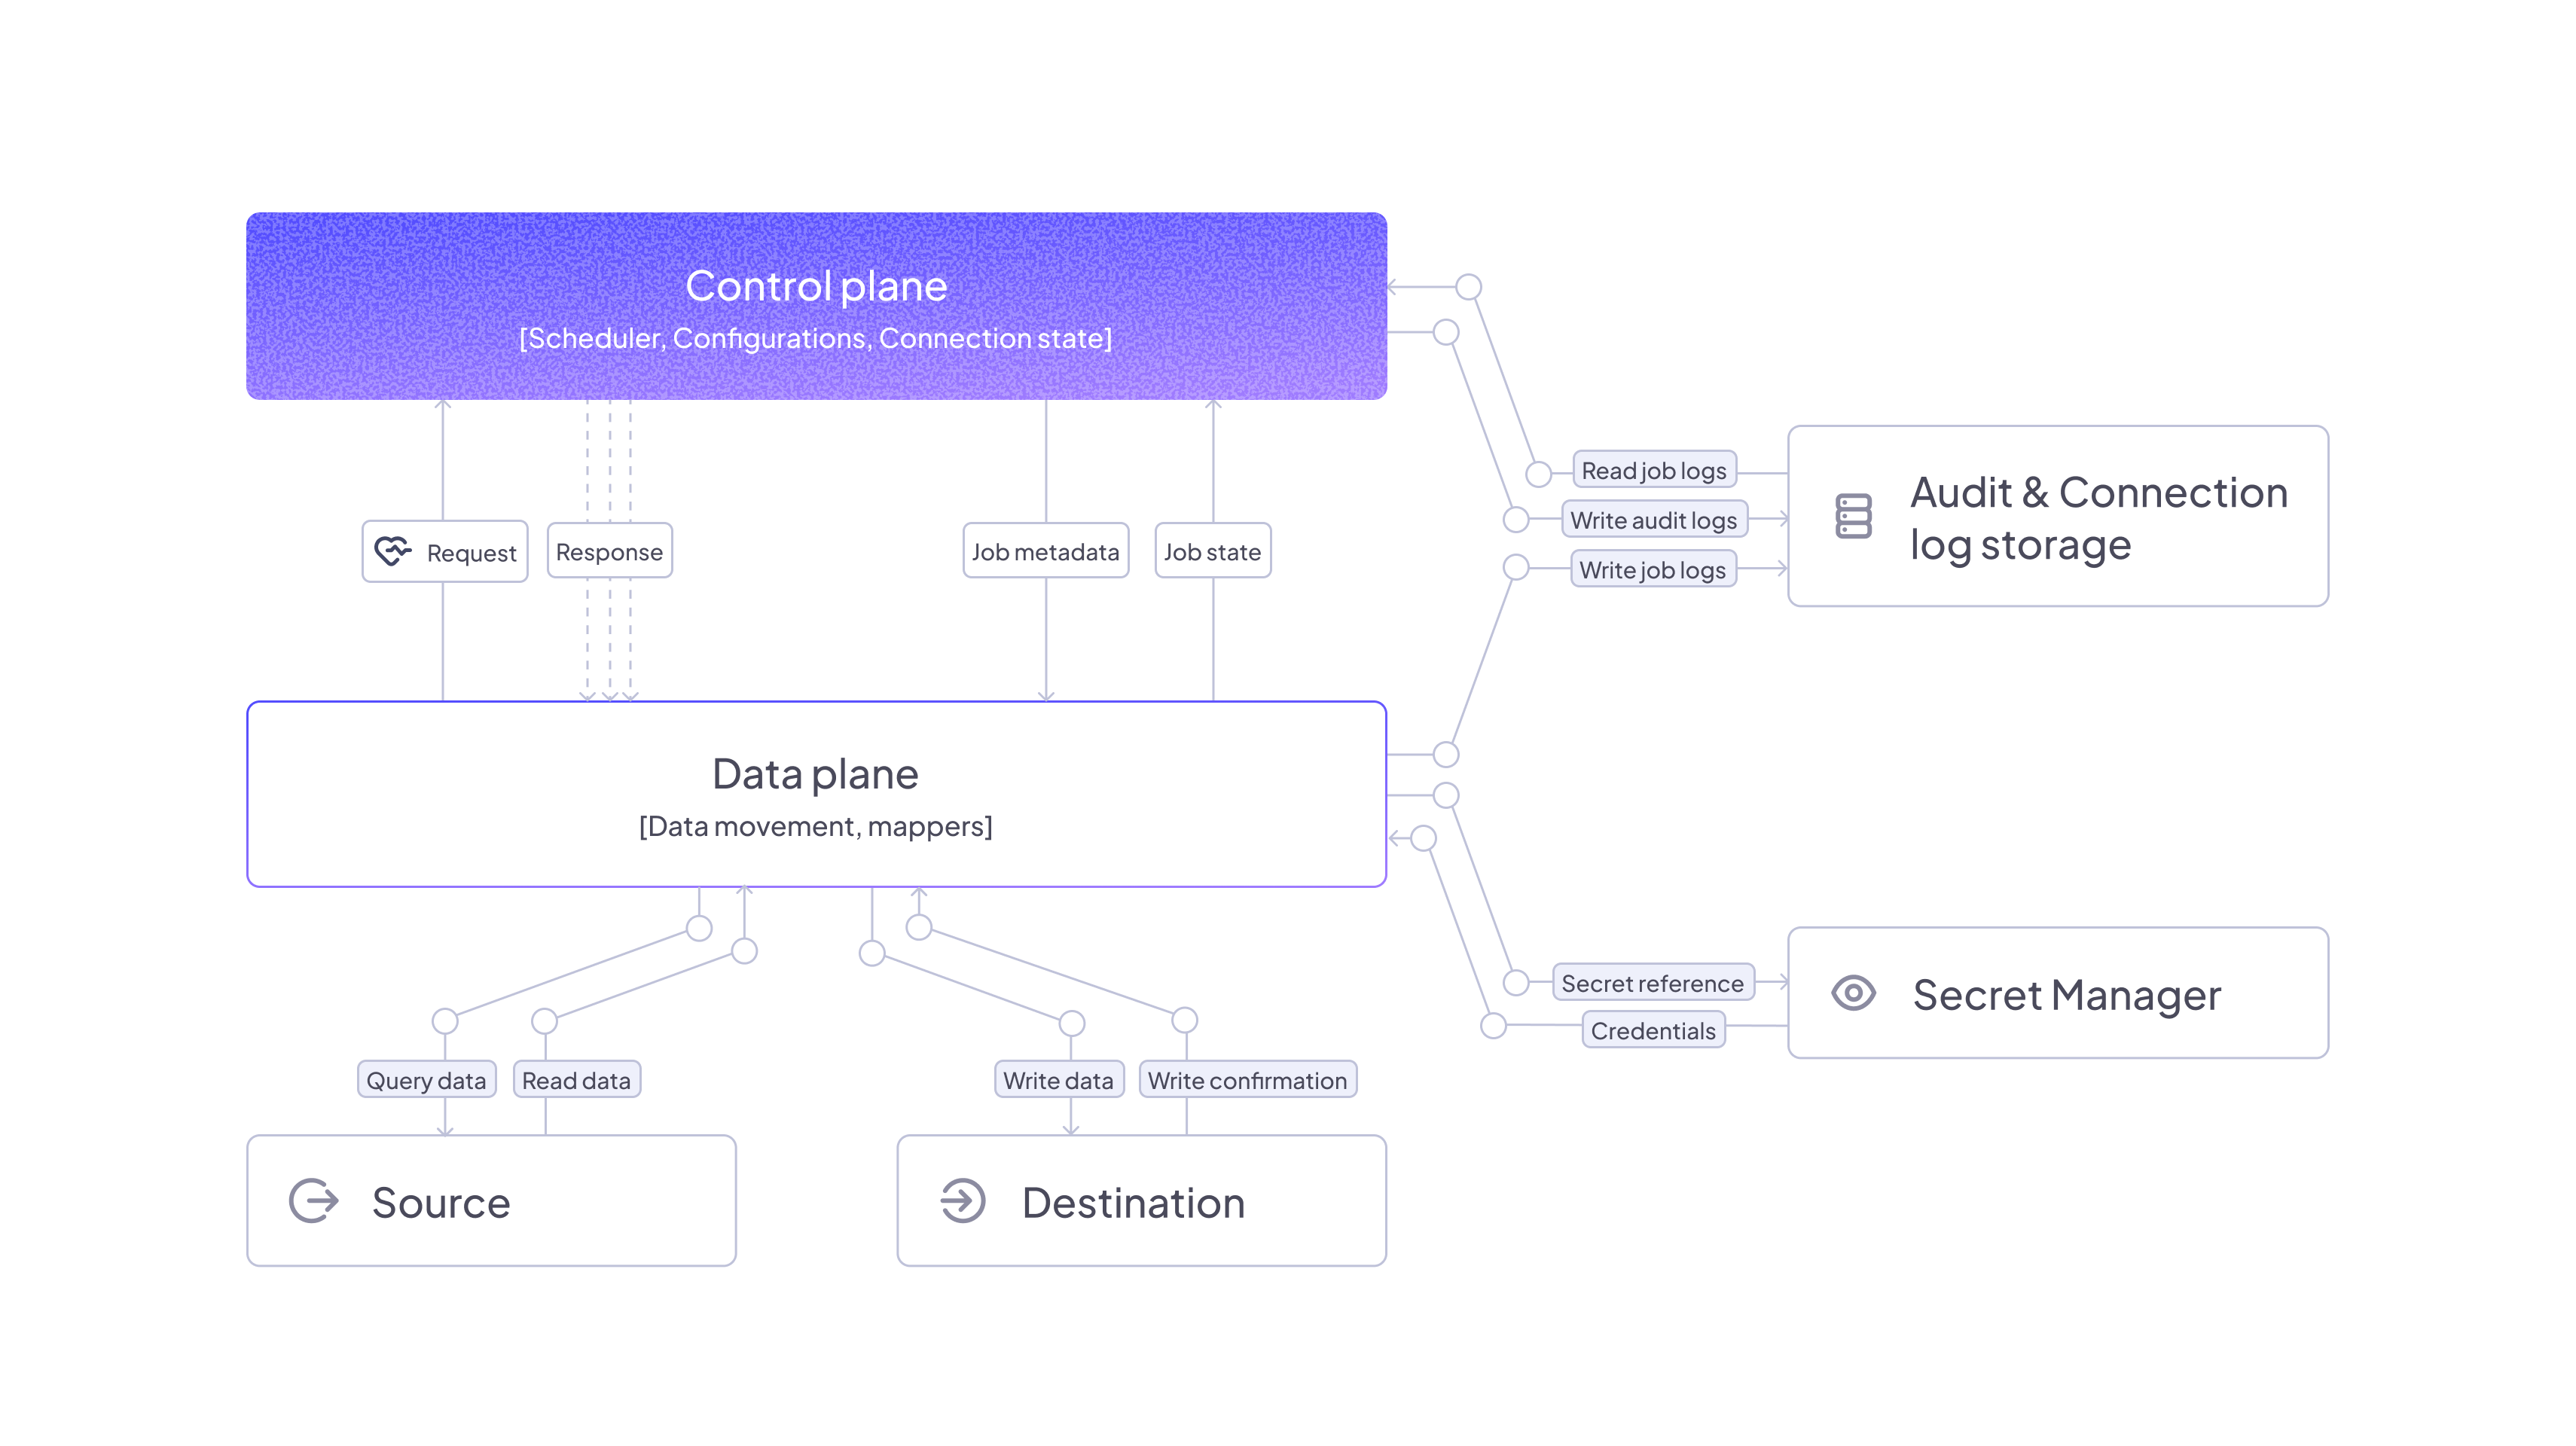 Control plane
[Scheduler, Configurations, Connection state]
Read job logs
Write audit logs
Write job logs
Audit & Connection
log storage
Request
Response
Job metadata
Job state
Data plane
[Data movement, mappers]
Secret reference
Credentials
Secret Manager
Query data
Read data
Write data
Write confirmation
Source
Destination